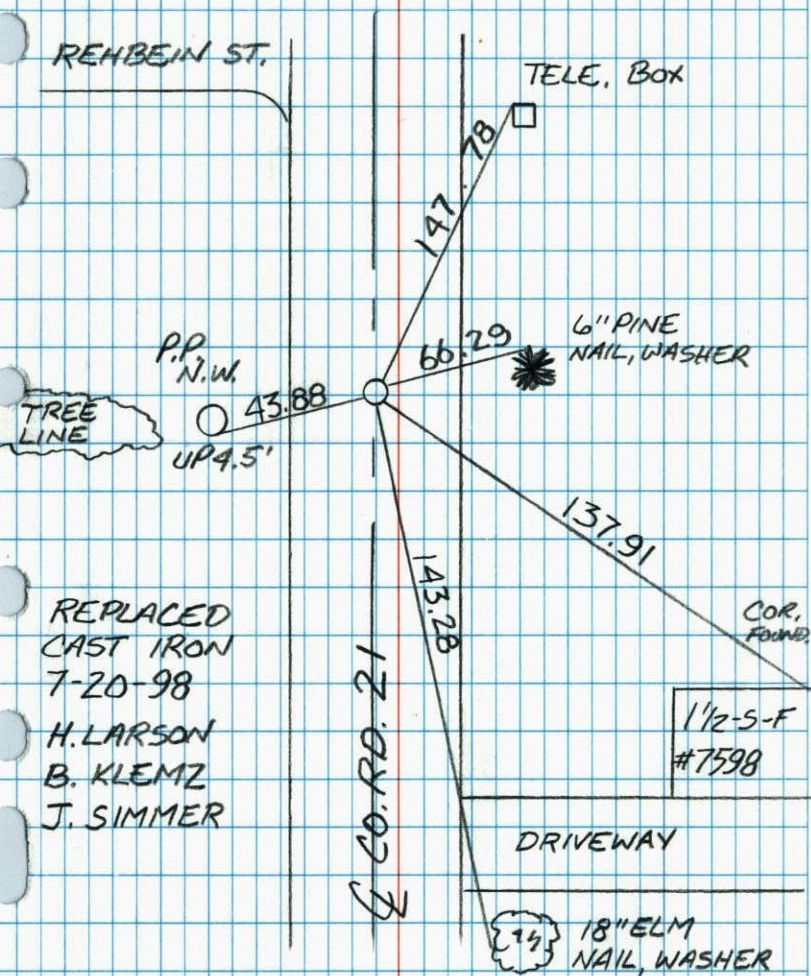 REHBEIN ST.
TELE. BOX
147.78
6" PINE
NAIL, WASHER
66.29
P.P.
N.W.
43.88
UP 4.5'
TREE
LINE
137.91
143.28
COR.
FOUND.
REPLACED
CAST IRON
7-20-98
H. LARSON
B. KLEMZ
J. SIMMER
℄ CO. RD. 21
1 1/2-S-F
#7598
DRIVEWAY
18" ELM
NAIL, WASHER